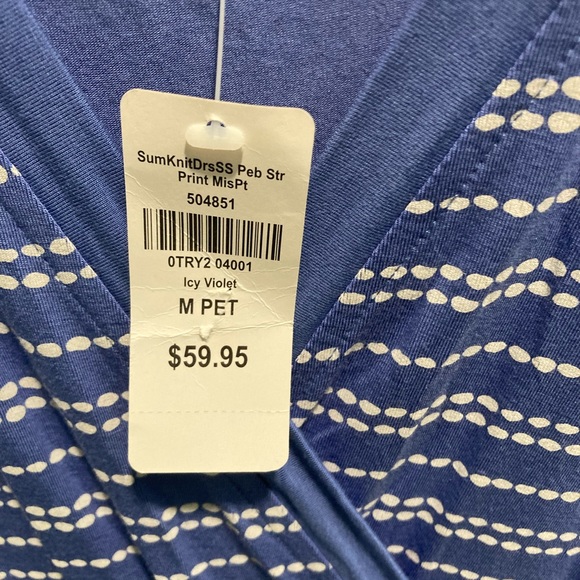 SumKnitDrsSS Peb Str
Print MisPt
504851
0TRY2 04001
Icy Violet
M PET
$59.95